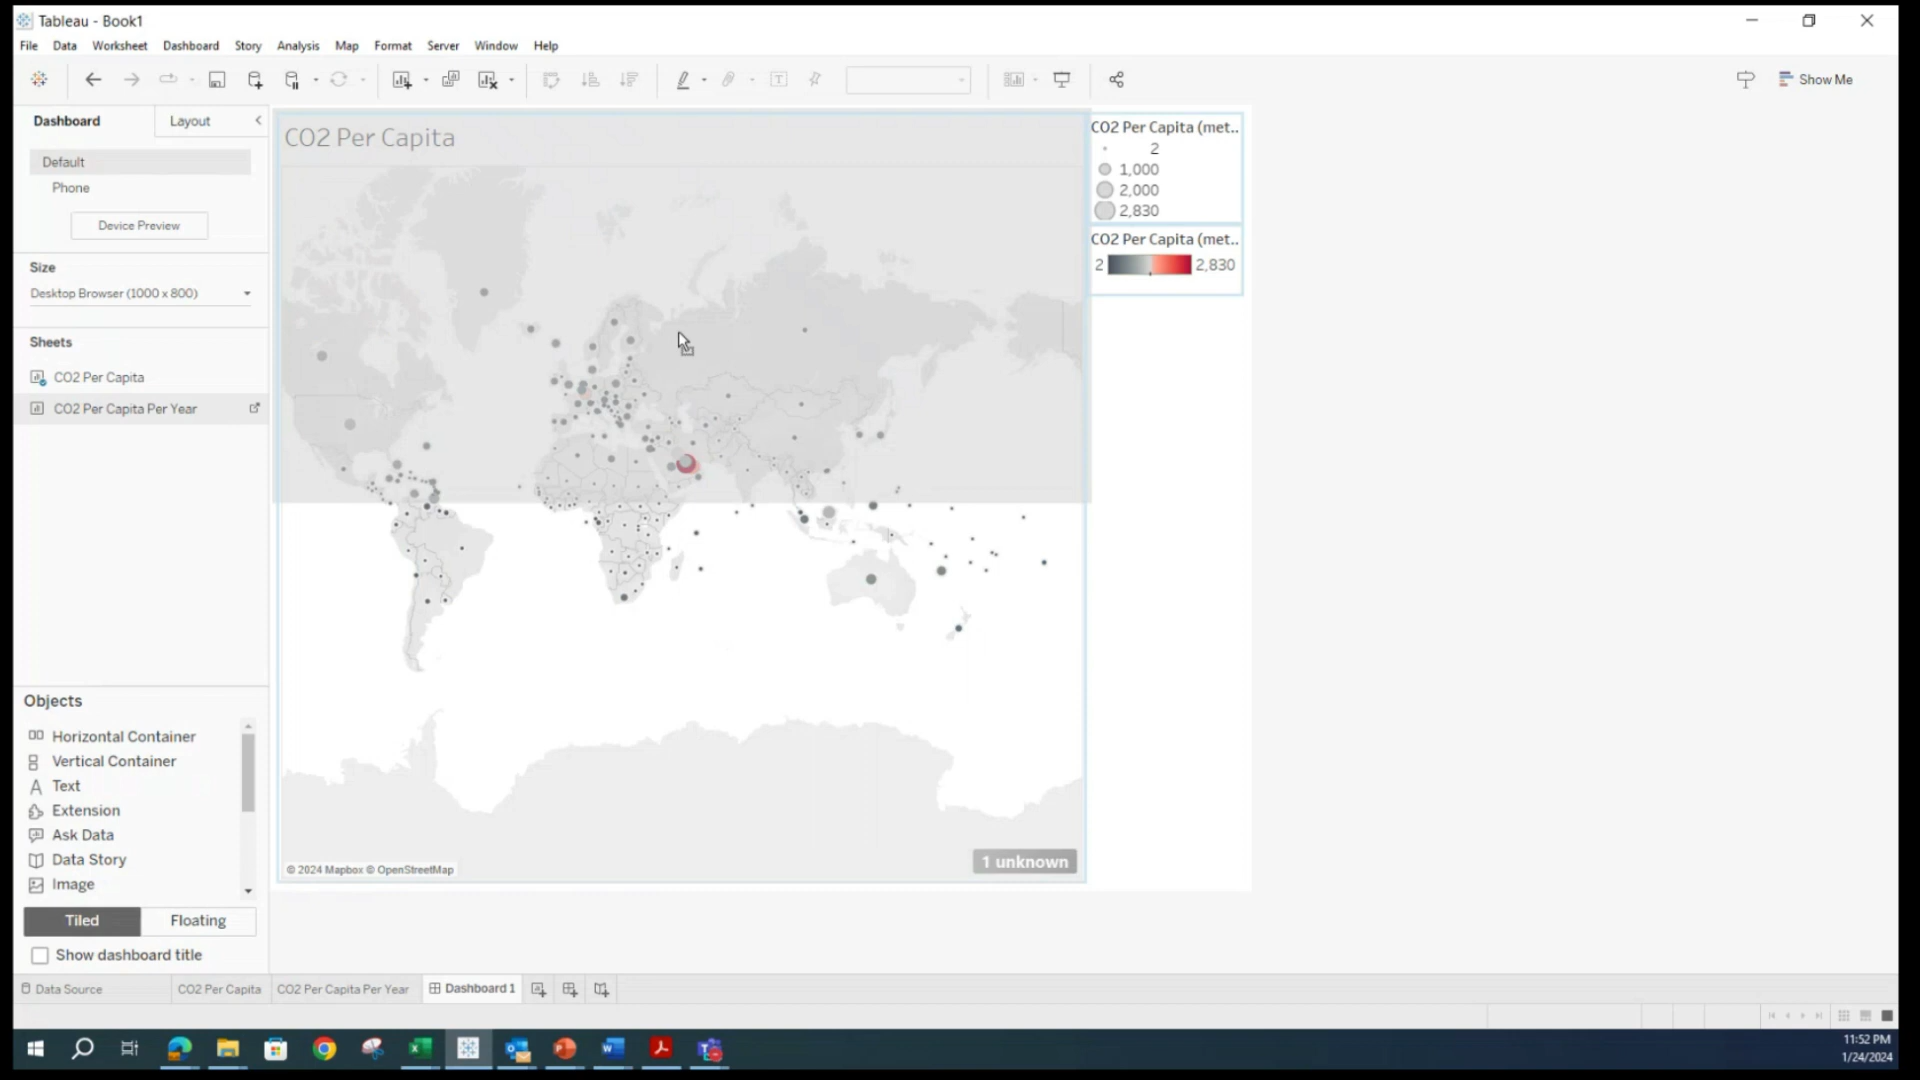 Tableau - Book1
File Data Worksheet Dashboard Story Analysis Map Format Server Window Help
Show Me
Dashboard Layout
Default
Phone
Device Preview
Size
Desktop Browser (1000 x 800)
Sheets
CO2 Per Capita
CO2 Per Capita Per Year
Objects
Horizontal Container
Vertical Container
Text
Extension
Ask Data
Data Story
Image
Tiled Floating
Show dashboard title
CO2 Per Capita
© 2024 Mapbox © OpenStreetMap
1 unknown
CO2 Per Capita (met..
2
1,000
2,000
2,830
CO2 Per Capita (met..
2 2,830
Data Source CO2 Per Capita CO2 Per Capita Per Year Dashboard 1
11:52 PM
1/24/2024